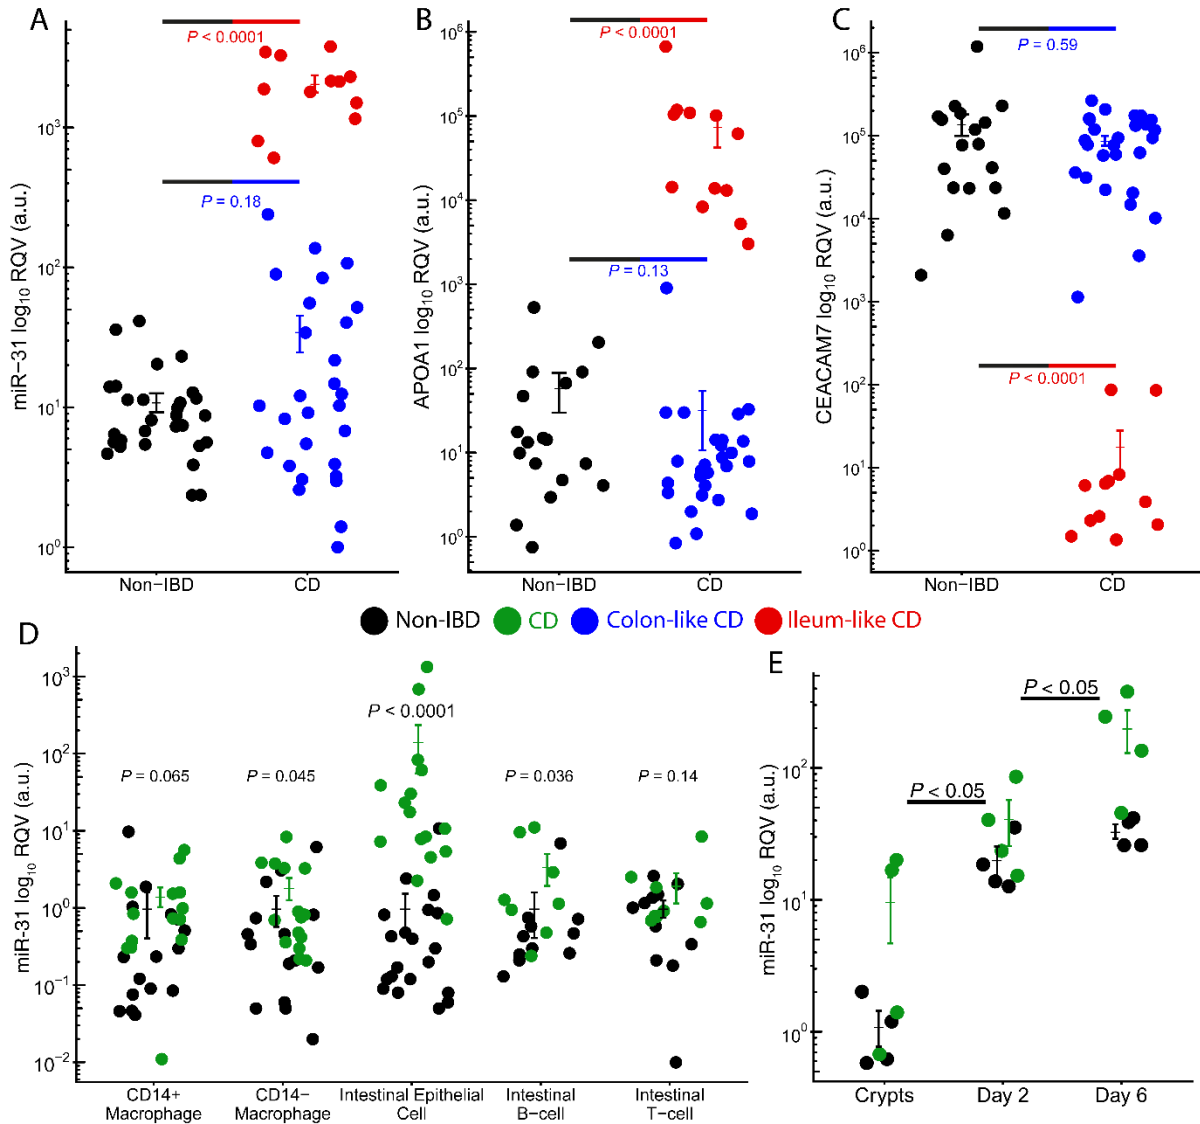 A
miR−31 log10 RQV (a.u.)
10^3
10^2
10^1
10^0
P < 0.0001
P = 0.18
Non−IBD
CD
B
APOA1 log10 RQV (a.u.)
10^6
10^5
10^4
10^3
10^2
10^1
10^0
P < 0.0001
P = 0.13
Non−IBD
CD
C
CEACAM7 log10 RQV (a.u.)
10^6
10^5
10^4
10^3
10^2
10^1
10^0
P = 0.59
P < 0.0001
Non−IBD
CD
Non-IBD CD Colon-like CD Ileum-like CD
D
miR-31 log10 RQV (a.u.)
10^3
10^2
10^1
10^0
10^−1
10^−2
P = 0.065
P = 0.045
P < 0.0001
P = 0.036
P = 0.14
CD14+
Macrophage
CD14−
Macrophage
Intestinal Epithelial
Cell
Intestinal
B−cell
Intestinal
T−cell
E
miR-31 log10 RQV (a.u.)
10^2
10^1
10^0
P < 0.05
P < 0.05
Crypts
Day 2
Day 6